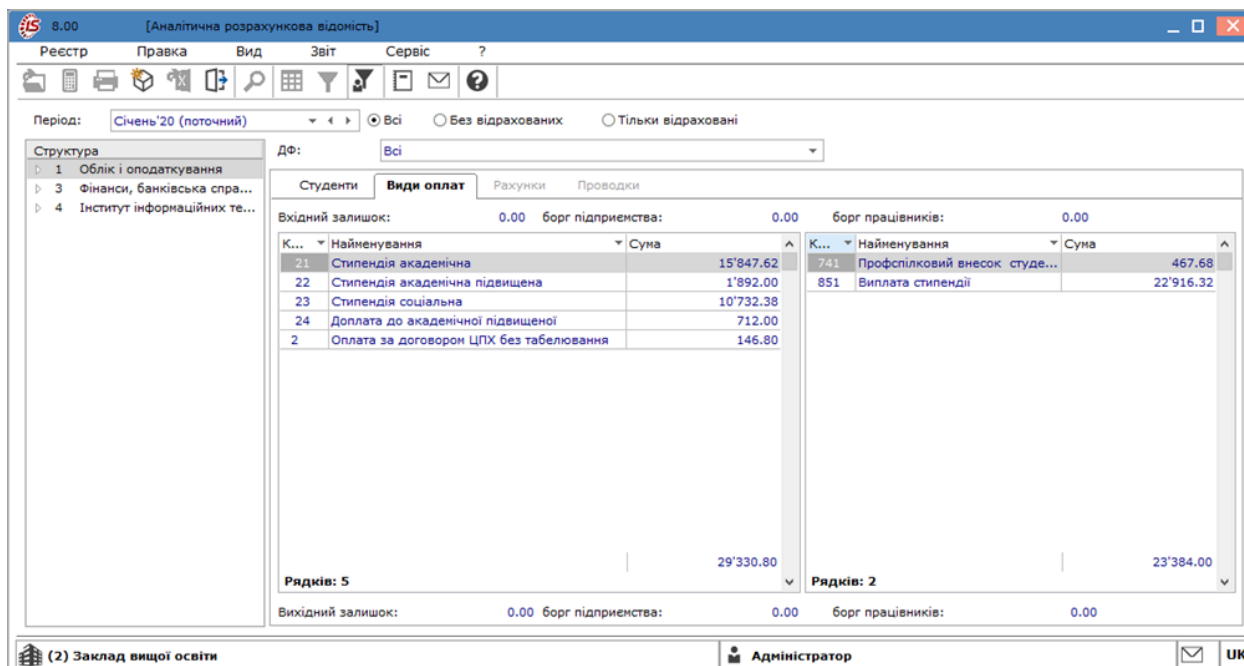 iS 8.00 [Аналітична розрахункова відомість]
Реєстр Правка Вид Звіт Сервіс ?
Період: Січень'20 (поточний) Всі Без відрахованих Тільки відраховані
Структура
1 Облік і оподаткування
3 Фінанси, банківська спра...
4 Інститут інформаційних те...
ДФ: Всі
Студенти Види оплат Рахунки Проводки
Вхідний залишок: 0.00 борг підприємства: 0.00 борг працівників: 0.00
К... Найменування Сума
21 Стипендія академічна 15'847.62
22 Стипендія академічна підвищена 1'892.00
23 Стипендія соціальна 10'732.38
24 Доплата до академічної підвищеної 712.00
2 Оплата за договором ЦПХ без табелювання 146.80
29'330.80
Рядків: 5
К... Найменування Сума
741 Профспілковий внесок студе... 467.68
851 Виплата стипендії 22'916.32
23'384.00
Рядків: 2
Вихідний залишок: 0.00 борг підприємства: 0.00 борг працівників: 0.00
(2) Заклад вищої освіти Адміністратор UK